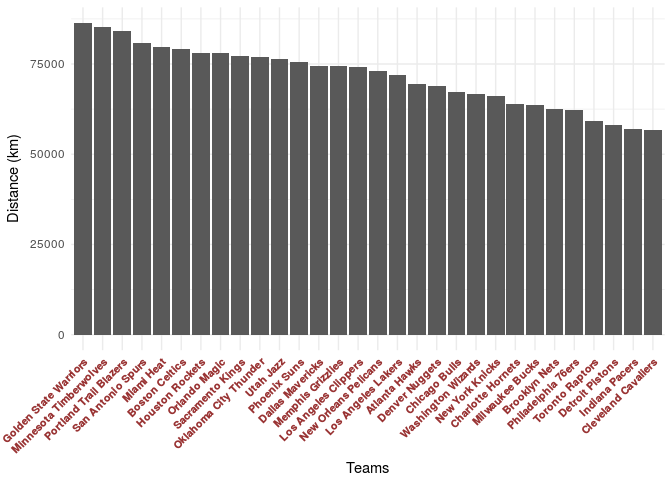 Distance (km)
75000
50000
25000
0
Golden State Warriors
Minnesota Timberwolves
Portland Trail Blazers
San Antonio Spurs
Miami Heat
Boston Celtics
Houston Rockets
Orlando Magic
Sacramento Kings
Oklahoma City Thunder
Utah Jazz
Phoenix Suns
Dallas Mavericks
Memphis Grizzlies
Los Angeles Clippers
New Orleans Pelicans
Los Angeles Lakers
Atlanta Hawks
Denver Nuggets
Chicago Bulls
Washington Wizards
New York Knicks
Charlotte Hornets
Milwaukee Bucks
Brooklyn Nets
Philadelphia 76ers
Toronto Raptors
Detroit Pistons
Indiana Pacers
Cleveland Cavaliers
Teams